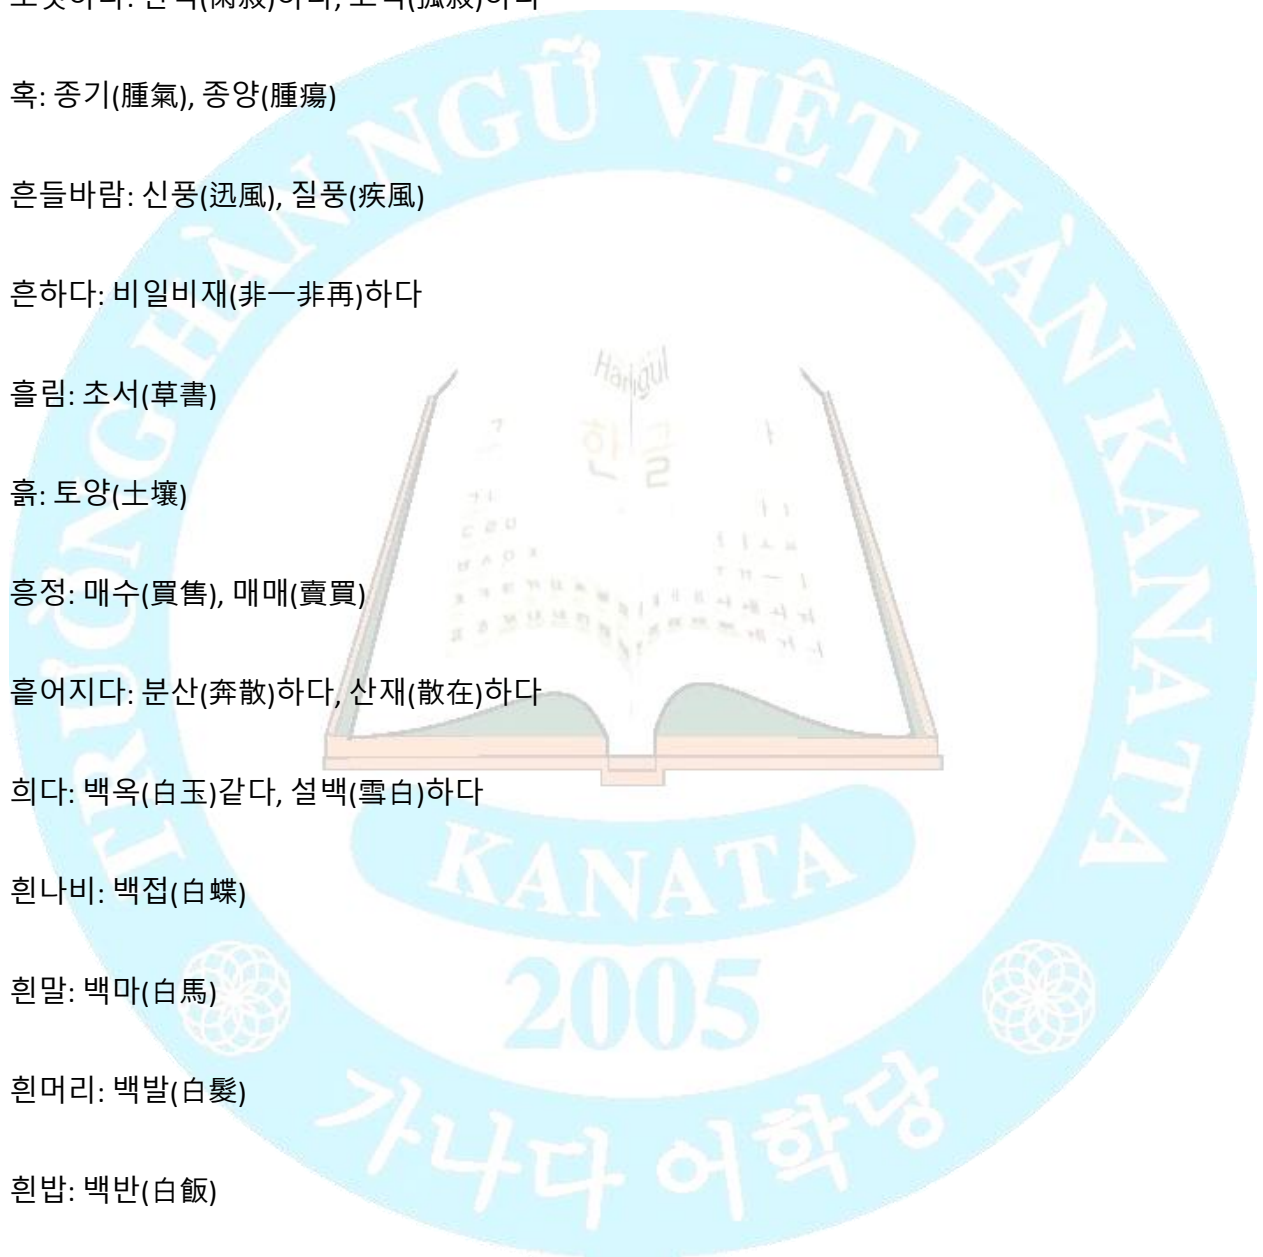 혹: 종기(腫氣), 종양(腫瘍)
흔들바람: 신풍(迅風), 질풍(疾風)
흔하다: 비일비재(非一非再)하다
흘림: 초서(草書)
흙: 토양(土壤)
흥정: 매수(買售), 매매(賣買)
흩어지다: 분산(奔散)하다, 산재(散在)하다
희다: 백옥(白玉)같다, 설백(雪白)하다
흰나비: 백접(白蝶)
흰말: 백마(白馬)
흰머리: 백발(白髮)
흰밥: 백반(白飯)
TRƯỜNG HÀN NGỮ VIỆT HÀN KANATA
Hangul
한글
KANATA
2005
가나다 어학당